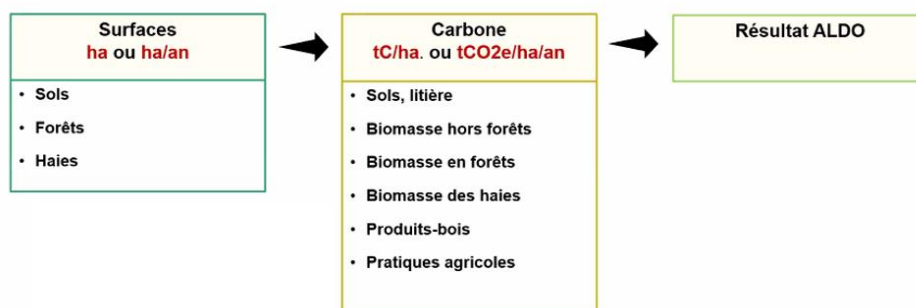 Surfaces
ha ou ha/an
• Sols
• Forêts
• Haies
Carbone
tC/ha. ou tCO2e/ha/an
• Sols, litière
• Biomasse hors forêts
• Biomasse en forêts
• Biomasse des haies
• Produits-bois
• Pratiques agricoles
Résultat ALDO